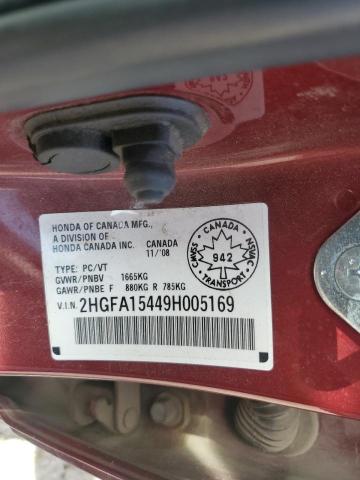 HONDA OF CANADA MFG.,
A DIVISION OF
HONDA CANADA INC. CANADA
11/'08
TYPE: PC/VT
GVWR/PNBV 1665KG
GAWR/PNBE F 880KG R 785KG
V.I.N. 2HGFA15449H005169
CANADA
CMVSS
942
NSVAC
TRANSPORT